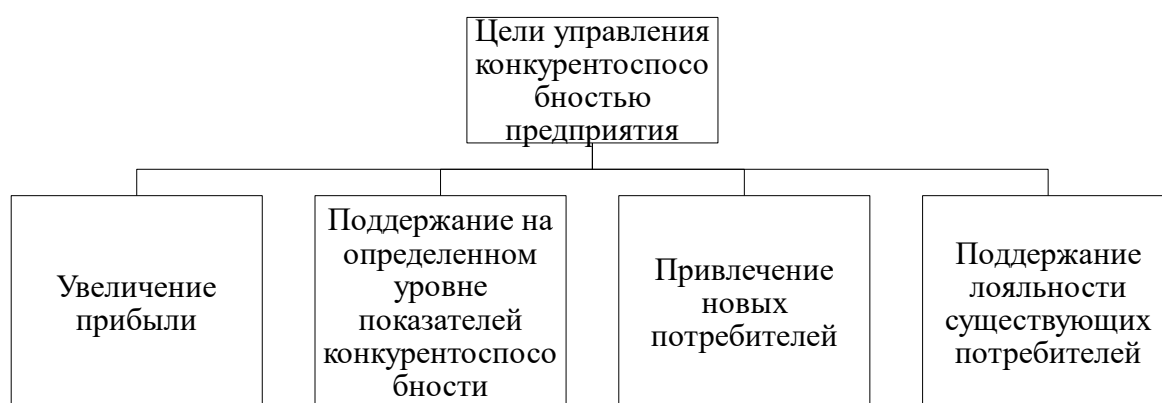 Цели управления
конкурентоспосо
бностью
предприятия
Увеличение
прибыли
Поддержание на
определенном
уровне
показателей
конкурентоспосо
бности
Привлечение
новых
потребителей
Поддержание
лояльности
существующих
потребителей